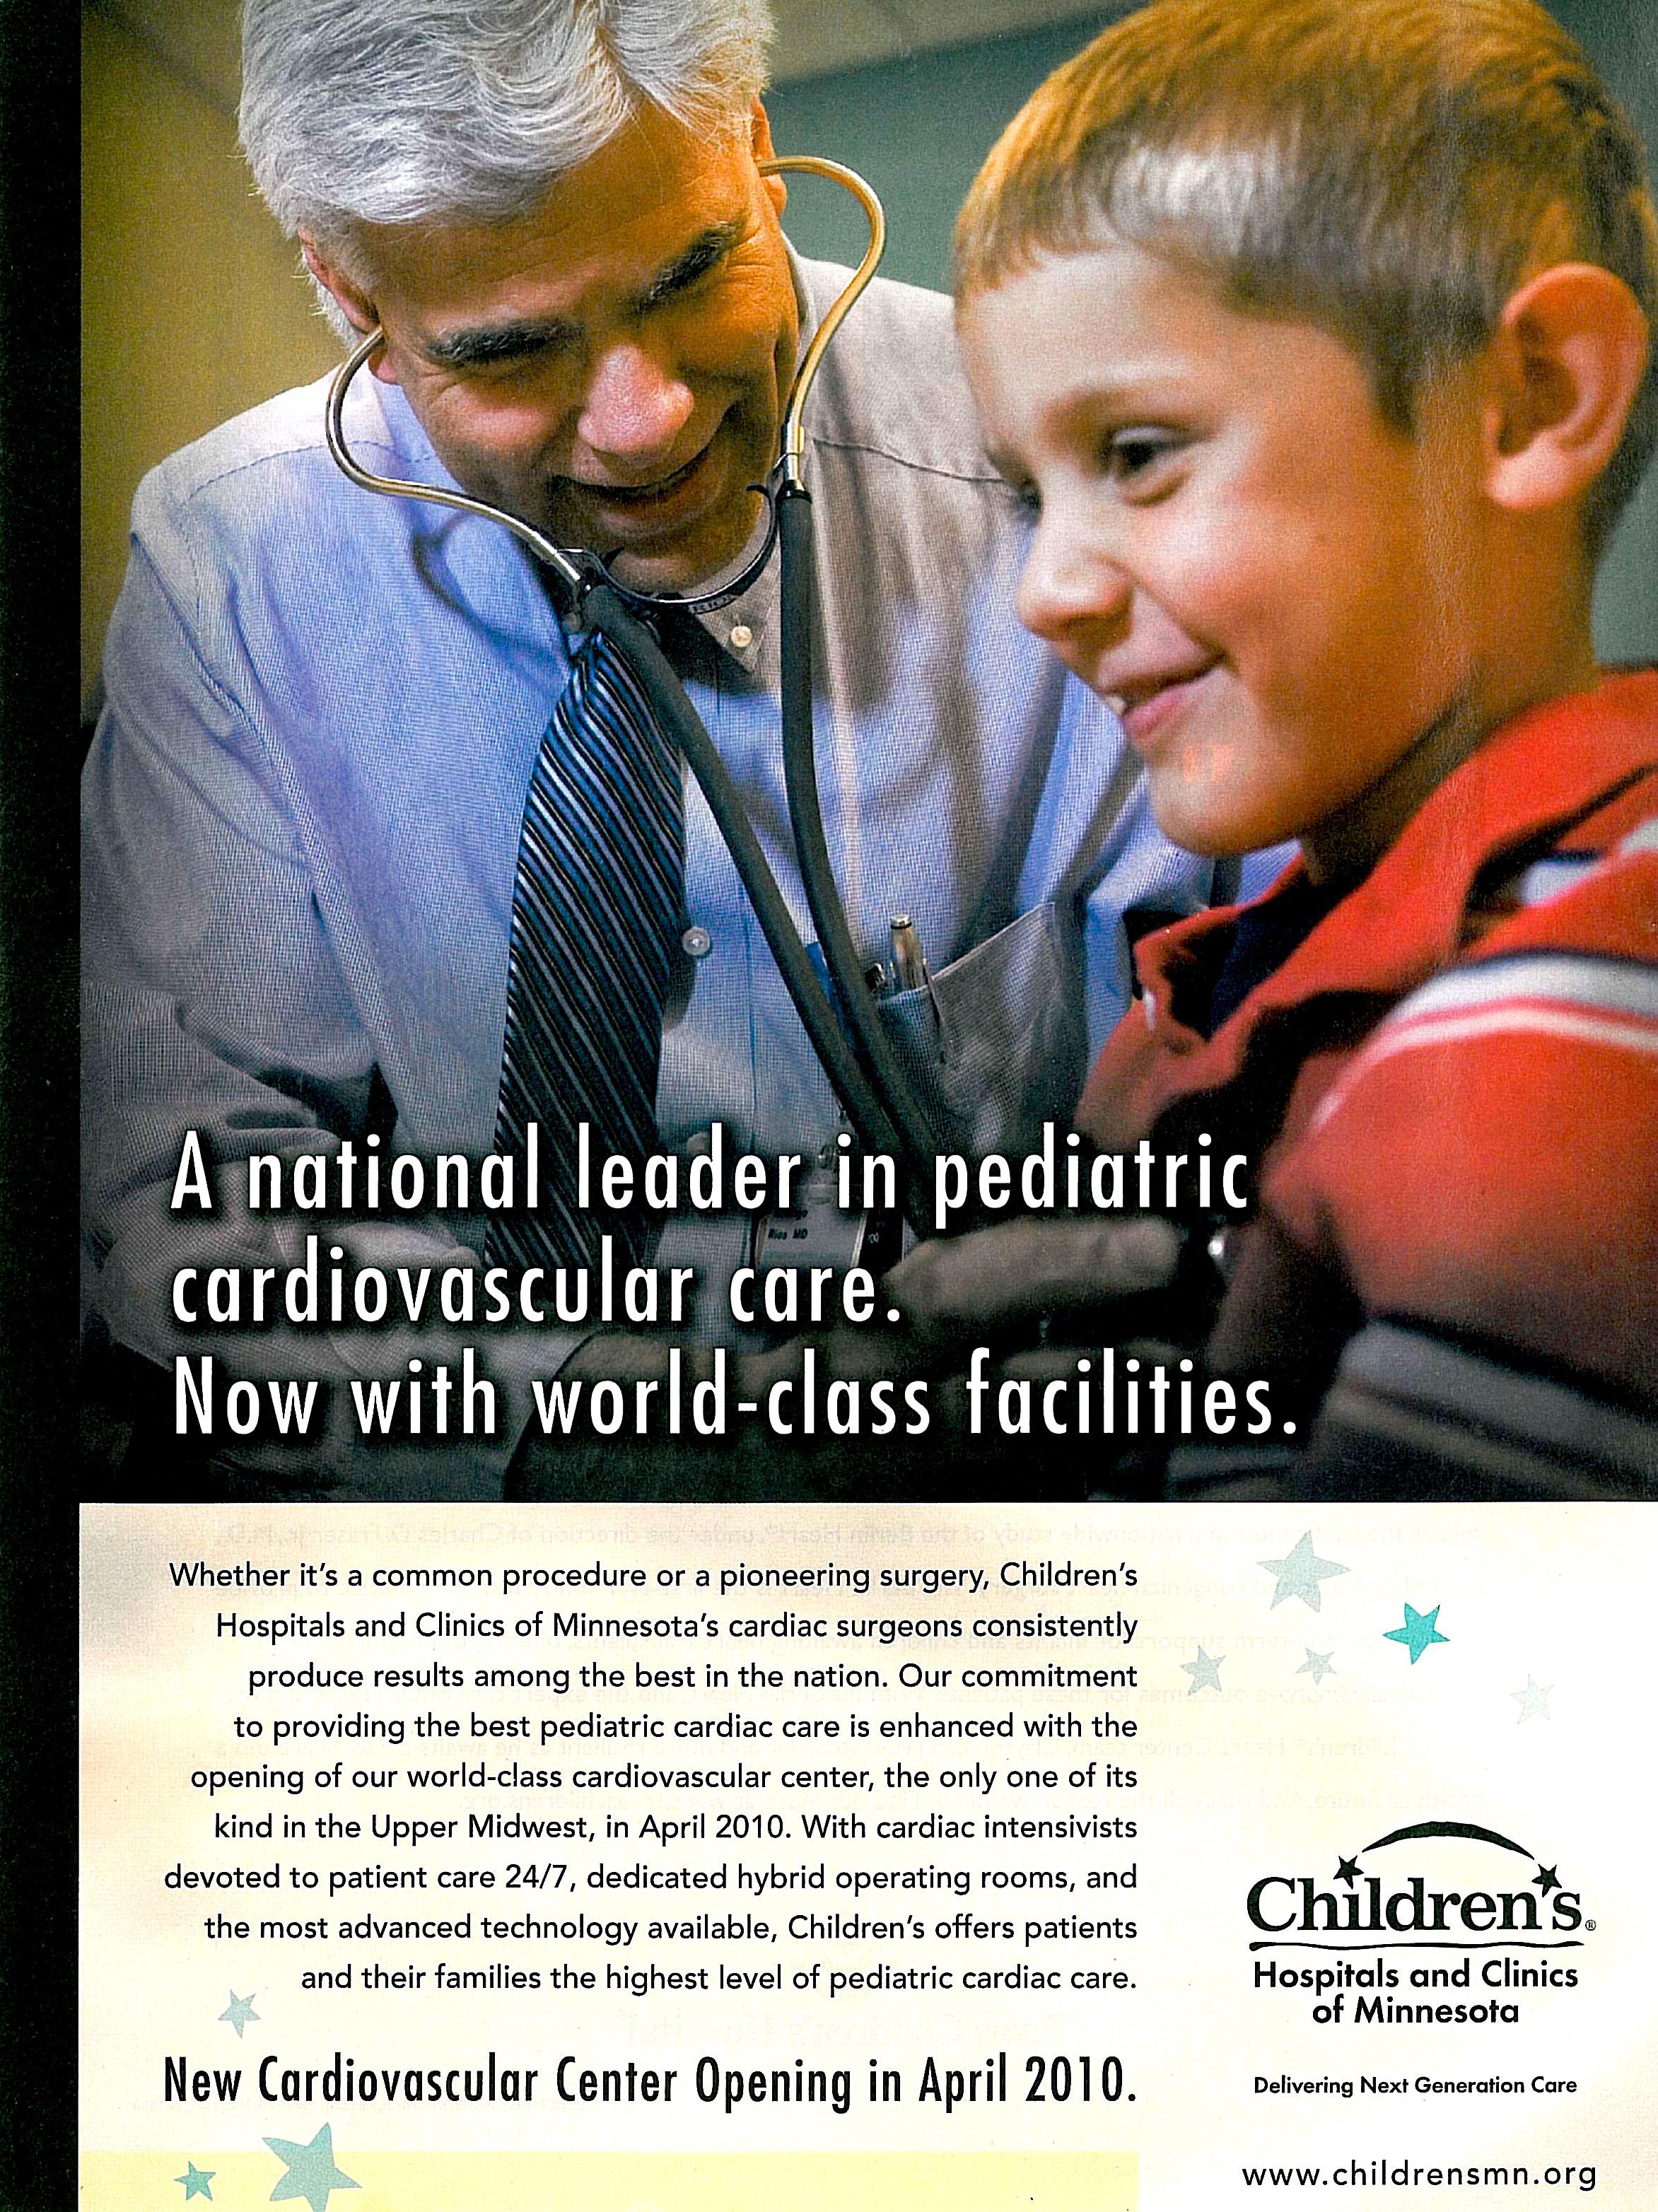 A national leader in pediatric
cardiovascular care.
Now with world-class facilities.
Rios MD
Whether it's a common procedure or a pioneering surgery, Children's
Hospitals and Clinics of Minnesota's cardiac surgeons consistently
produce results among the best in the nation. Our commitment
to providing the best pediatric cardiac care is enhanced with the
opening of our world-class cardiovascular center, the only one of its
kind in the Upper Midwest, in April 2010. With cardiac intensivists
devoted to patient care 24/7, dedicated hybrid operating rooms, and
the most advanced technology available, Children's offers patients
and their families the highest level of pediatric cardiac care.
New Cardiovascular Center Opening in April 2010.
Children's®
Hospitals and Clinics
of Minnesota
Delivering Next Generation Care
www.childrensmn.org